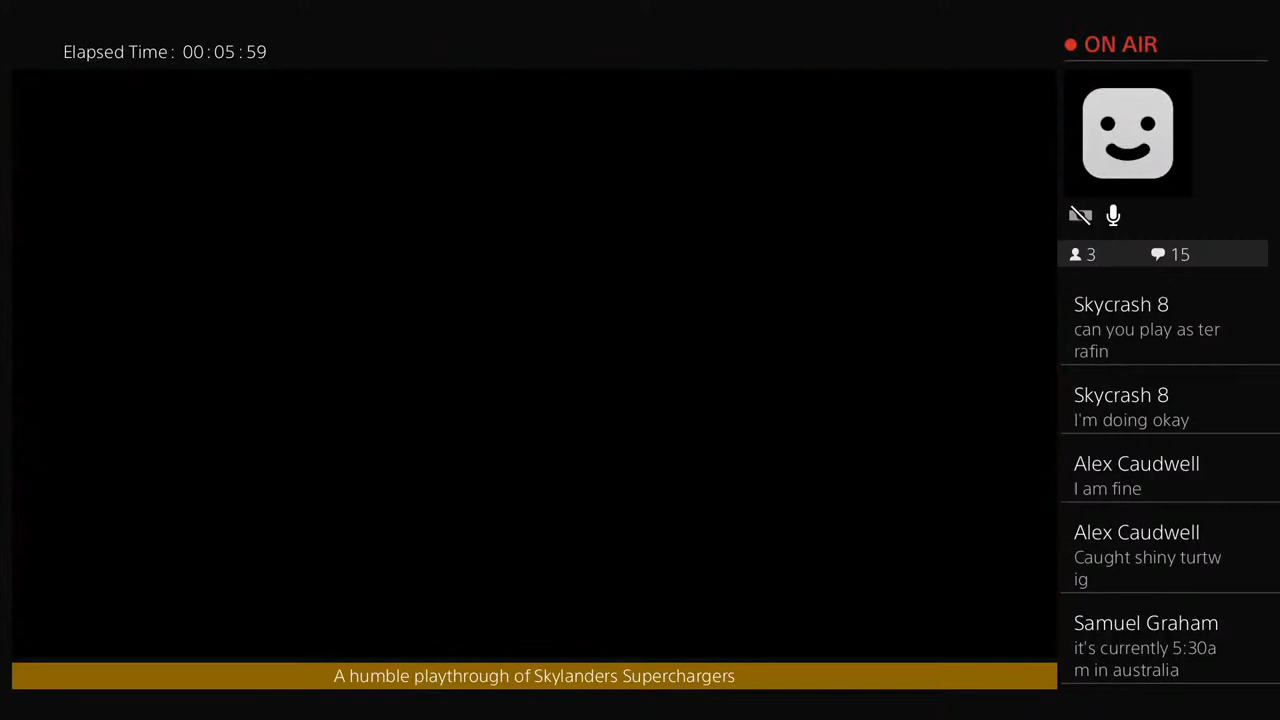 Elapsed Time: 00:05:59
ON AIR
3 15
Skycrash 8
can you play as ter
rafin
Skycrash 8
I'm doing okay
Alex Caudwell
I am fine
Alex Caudwell
Caught shiny turtw
ig
Samuel Graham
it's currently 5:30a
m in australia
A humble playthrough of Skylanders Superchargers